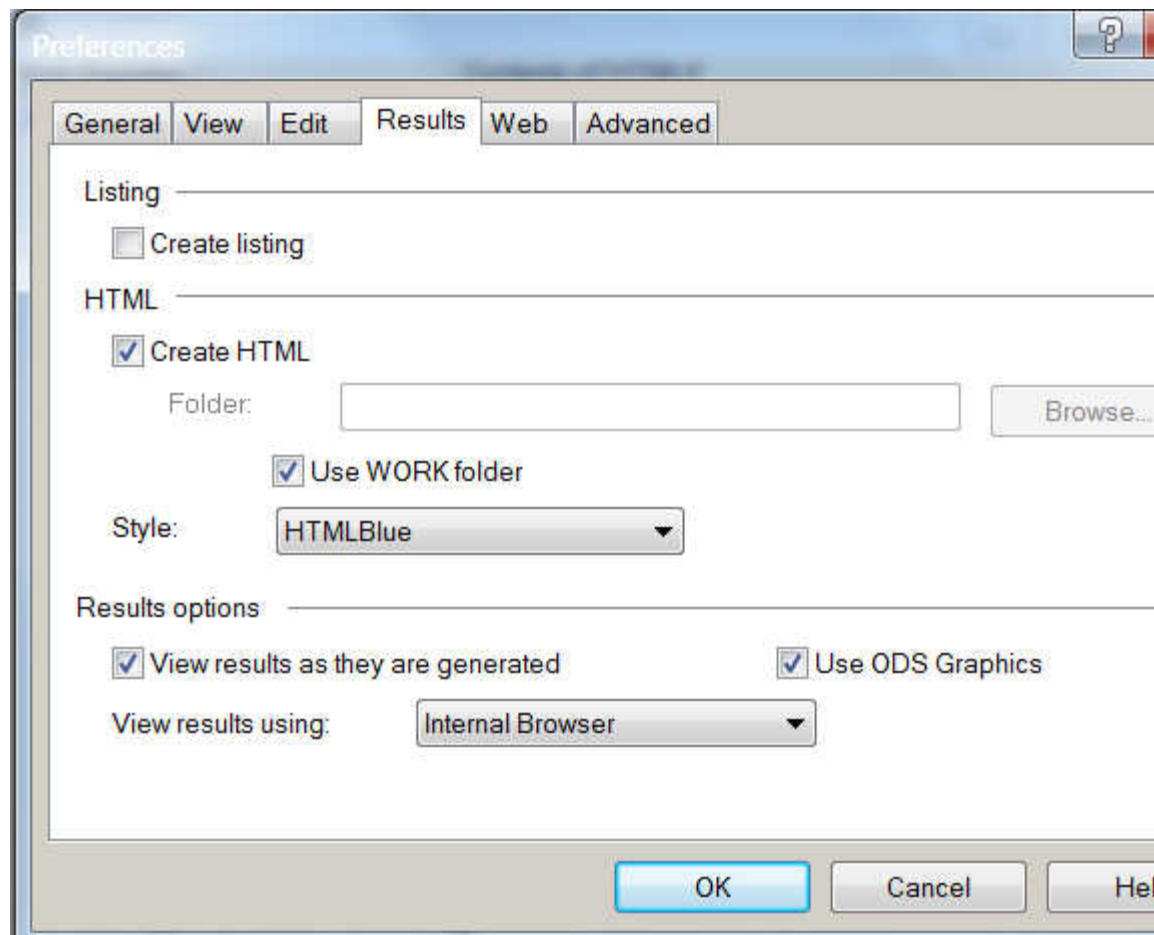 Preferences
General View Edit Results Web Advanced
Listing
Create listing
HTML
Create HTML
Folder: Browse...
Use WORK folder
Style: HTMLBlue
Results options
View results as they are generated Use ODS Graphics
View results using: Internal Browser
OK Cancel Hel